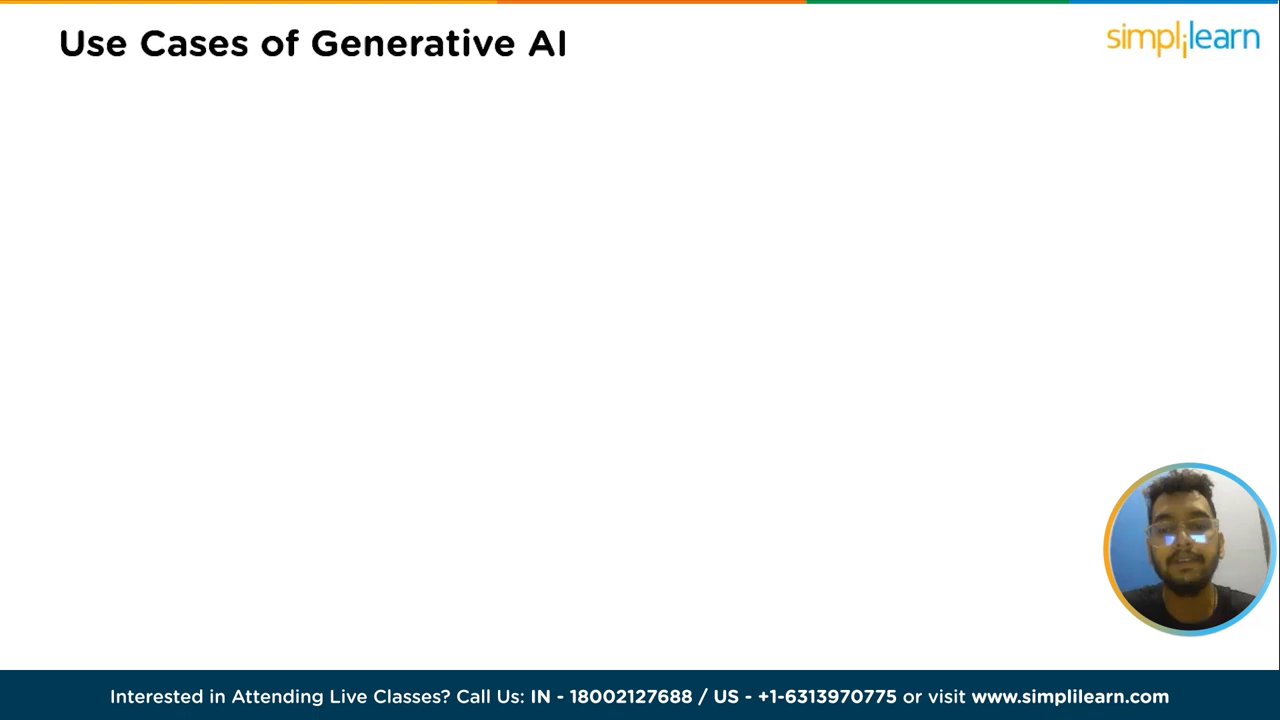 Use Cases of Generative AI
simplilearn
Interested in Attending Live Classes? Call Us: IN - 18002127688 / US - +1-6313970775 or visit www.simplilearn.com